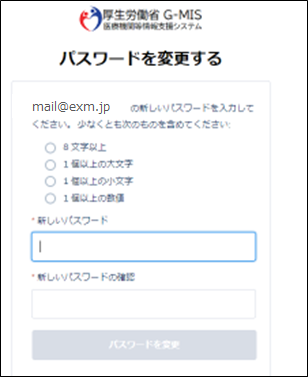 厚生労働省 G-MIS
医療機関等情報支援システム
パスワードを変更する
mail@exm.jp の新しいパスワードを入力して
ください。少なくとも次のものを含めてください:
8 文字以上
1 個以上の大文字
1 個以上の小文字
1 個以上の数値
* 新しいパスワード
* 新しいパスワードの確認
パスワードを変更